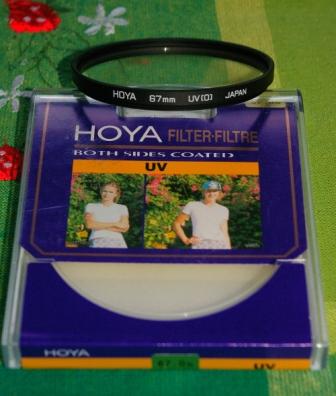 HOYA 67mm UV(0) JAPAN
HOYA FILTER·FILTRE
BOTH SIDES COATED
UV
HOYA
UV